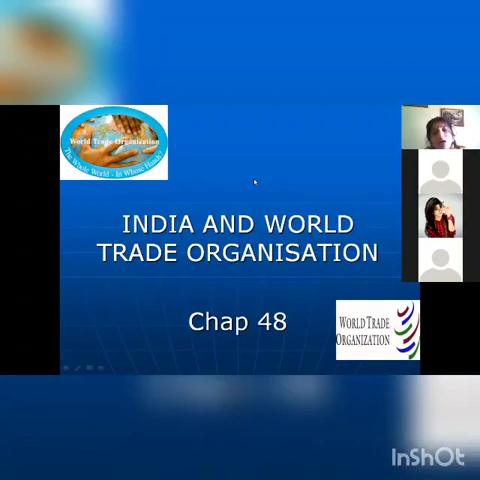 World Trade Organization
The Whole World - In Whose Hands?
INDIA AND WORLD
TRADE ORGANISATION
Chap 48
WORLD TRADE
ORGANIZATION
InShOt